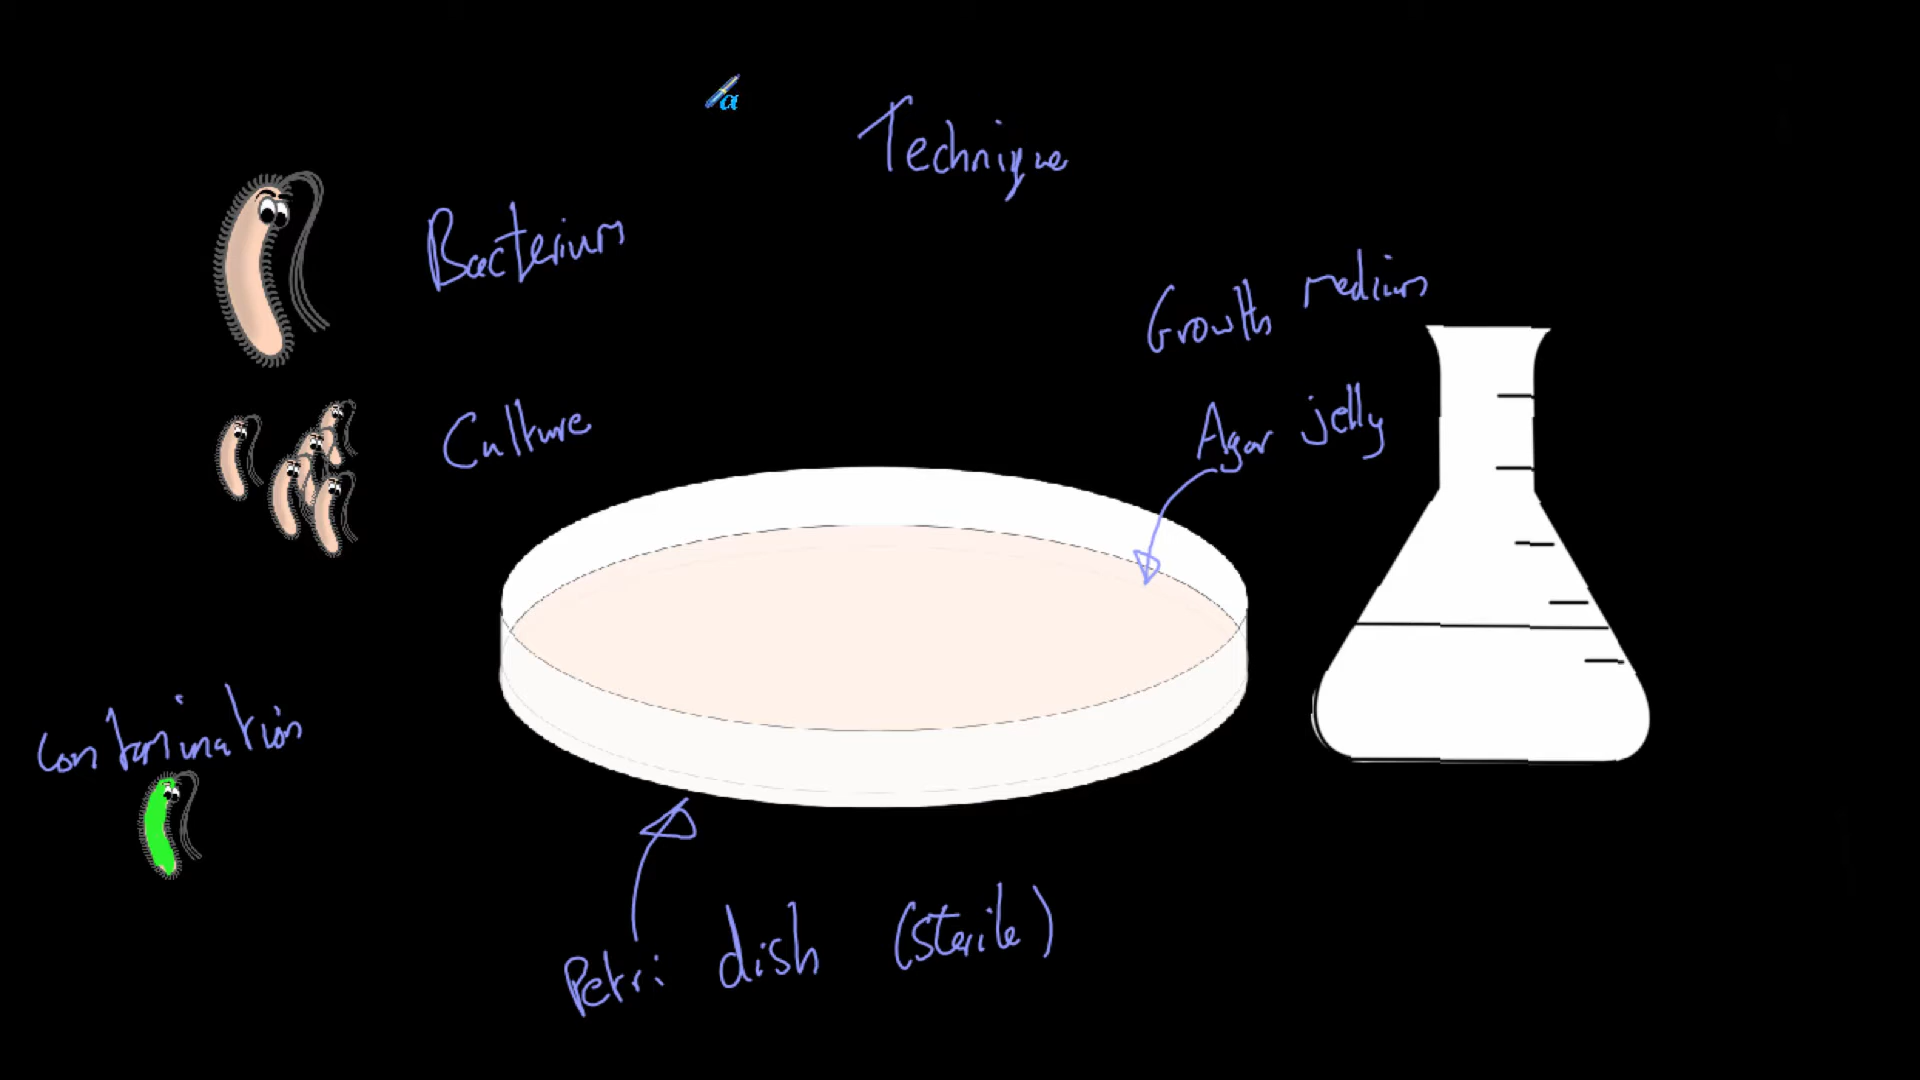 Technique
Bacterium
Growth medium
Agar jelly
Culture
Contamination
Petri dish (sterile)